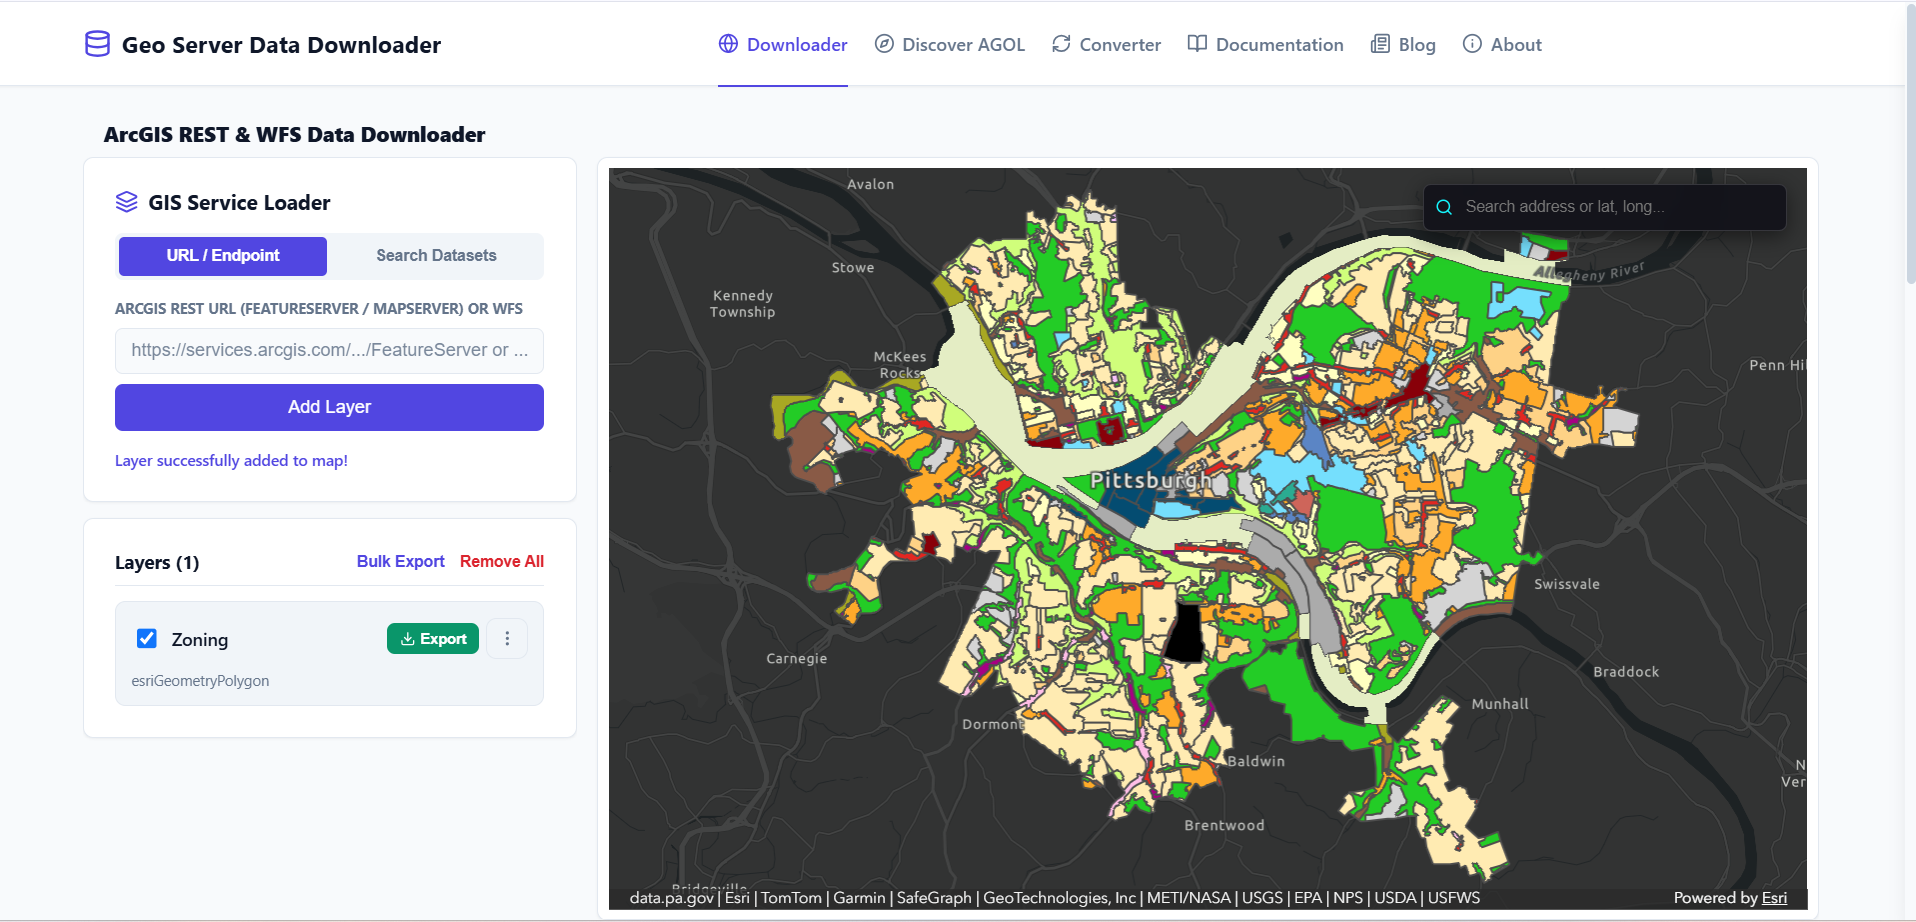 Geo Server Data Downloader
Downloader
Discover AGOL
Converter
Documentation
Blog
About
ArcGIS REST & WFS Data Downloader
GIS Service Loader
URL / Endpoint
Search Datasets
ARCGIS REST URL (FEATURESERVER / MAPSERVER) OR WFS
https://services.arcgis.com/.../FeatureServer or ...
Add Layer
Layer successfully added to map!
Layers (1)
Bulk Export
Remove All
Zoning
Export
esriGeometryPolygon
Search address or lat, long...
Avalon
Stowe
Allegheny River
Kennedy
Township
McKees
Rocks
Penn Hil
Pittsburgh
Swissvale
Carnegie
Braddock
Munhall
Dormont
Baldwin
N
Ver
Brentwood
Bridgeville
data.pa.gov | Esri | TomTom | Garmin | SafeGraph | GeoTechnologies, Inc | METI/NASA | USGS | EPA | NPS | USDA | USFWS
Powered by Esri